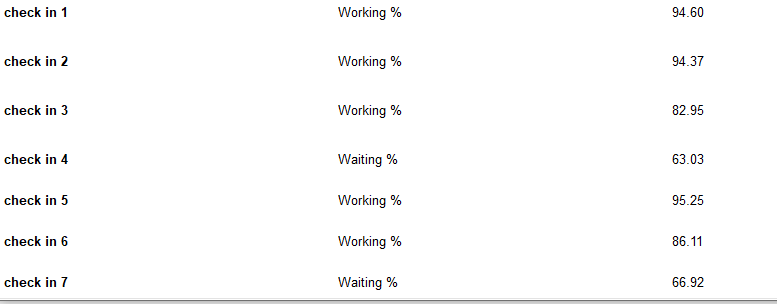 check in 1 Working % 94.60
check in 2 Working % 94.37
check in 3 Working % 82.95
check in 4 Waiting % 63.03
check in 5 Working % 95.25
check in 6 Working % 86.11
check in 7 Waiting % 66.92